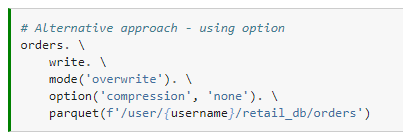 # Alternative approach - using option
orders. \
    write. \
    mode('overwrite'). \
    option('compression', 'none'). \
    parquet(f'/user/{username}/retail_db/orders')